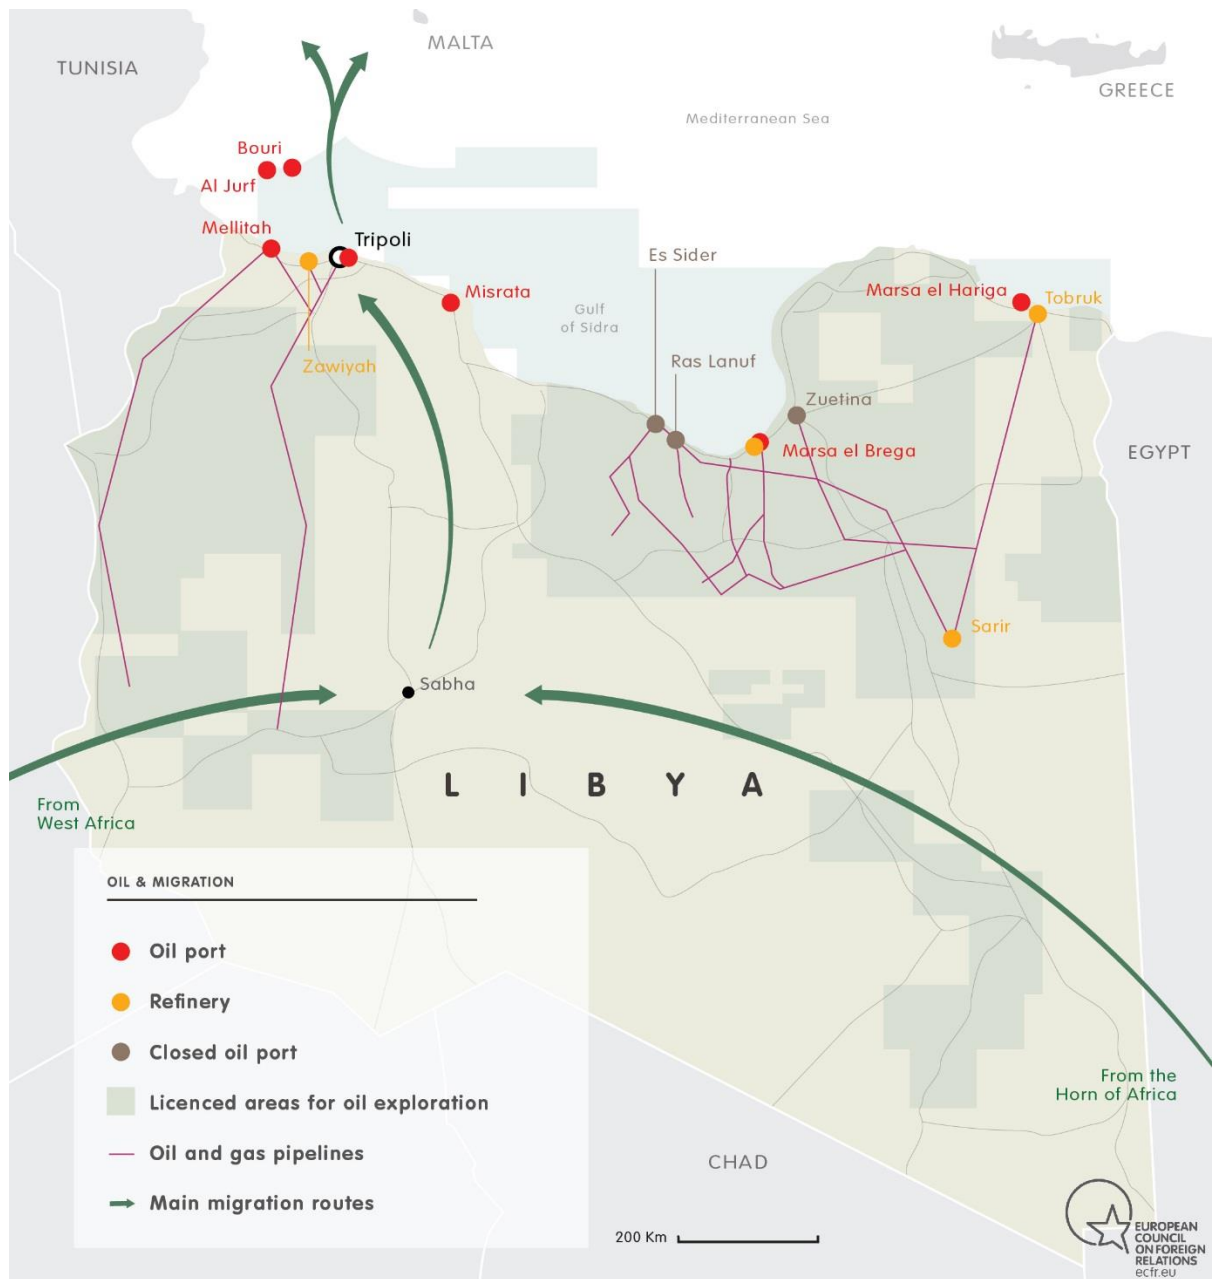 MALTA
TUNISIA
GREECE
Mediterranean Sea
Bouri
Al Jurf
Mellitah
Tripoli
Es Sider
Marsa el Hariga
Tobruk
Misrata
Gulf
of Sidra
Ras Lanuf
Zawiyah
Zuetina
Marsa el Brega
EGYPT
Sarir
Sabha
LIBYA
From
West Africa
OIL & MIGRATION
Oil port
Refinery
Closed oil port
Licenced areas for oil exploration
Oil and gas pipelines
Main migration routes
From the
Horn of Africa
CHAD
200 Km
EUROPEAN
COUNCIL
ON FOREIGN
RELATIONS
ecfr.eu